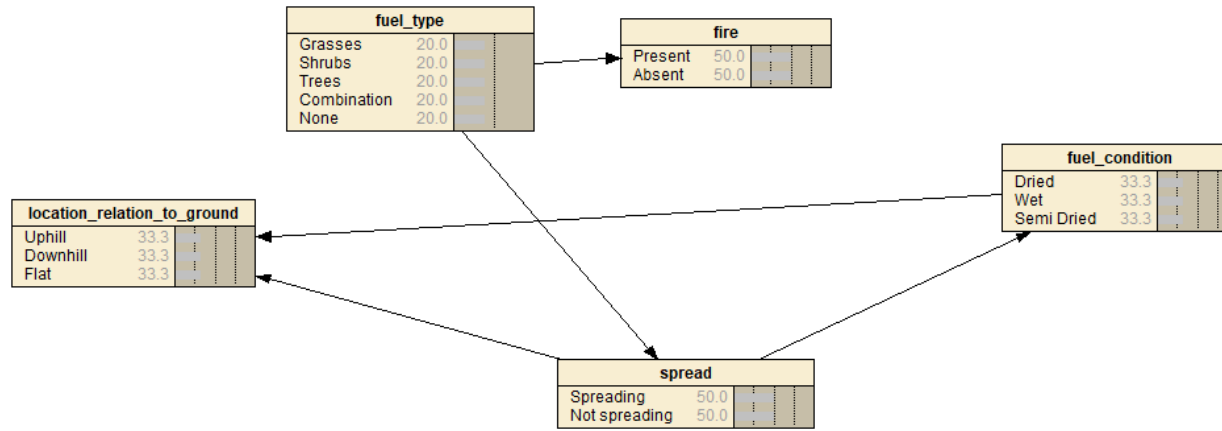 fuel_type
Grasses 20.0
Shrubs 20.0
Trees 20.0
Combination 20.0
None 20.0
fire
Present 50.0
Absent 50.0
fuel_condition
Dried 33.3
Wet 33.3
Semi Dried 33.3
location_relation_to_ground
Uphill 33.3
Downhill 33.3
Flat 33.3
spread
Spreading 50.0
Not spreading 50.0